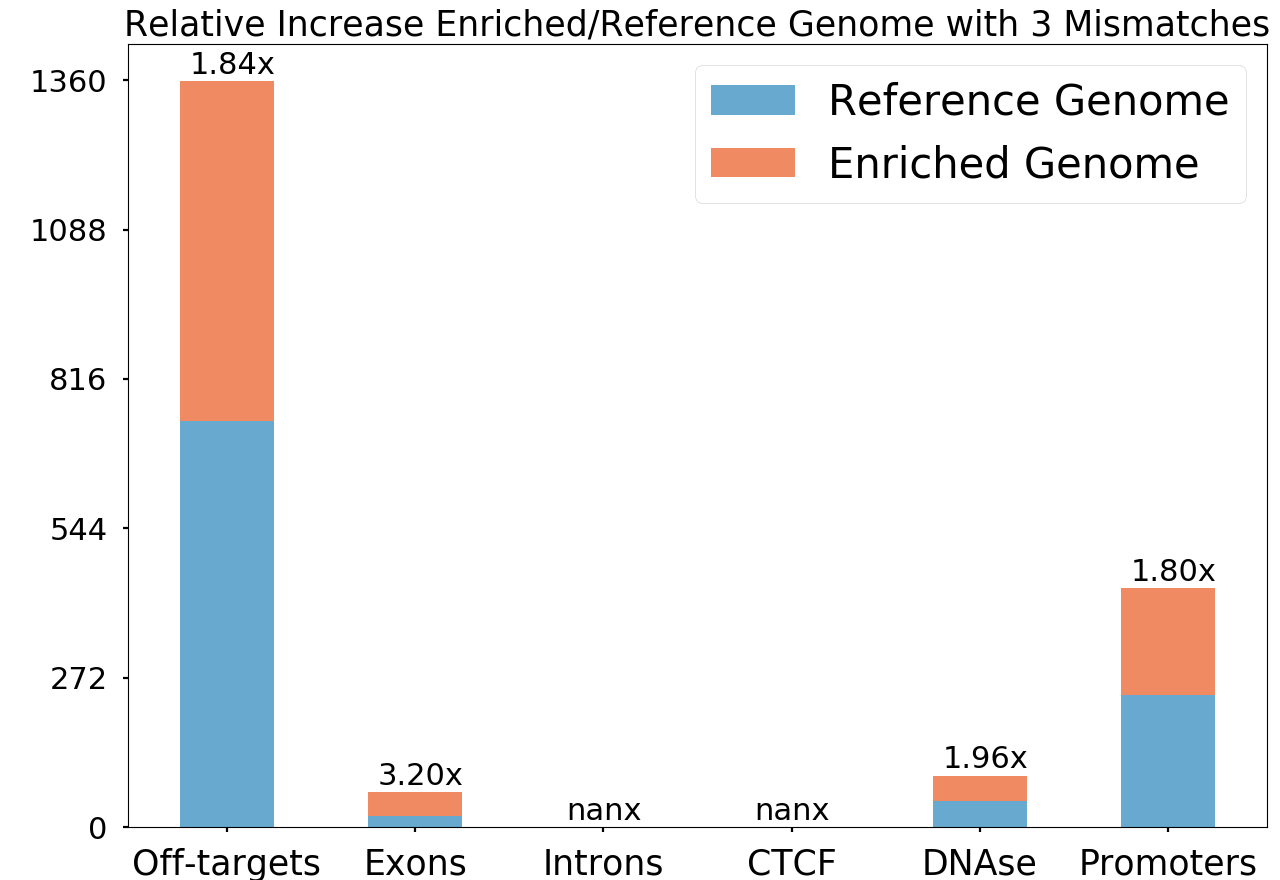 Relative Increase Enriched/Reference Genome with 3 Mismatches
Reference Genome
Enriched Genome
1360
1088
816
544
272
0
1.84x
3.20x
nanx
nanx
1.96x
1.80x
Off-targets
Exons
Introns
CTCF
DNAse
Promoters